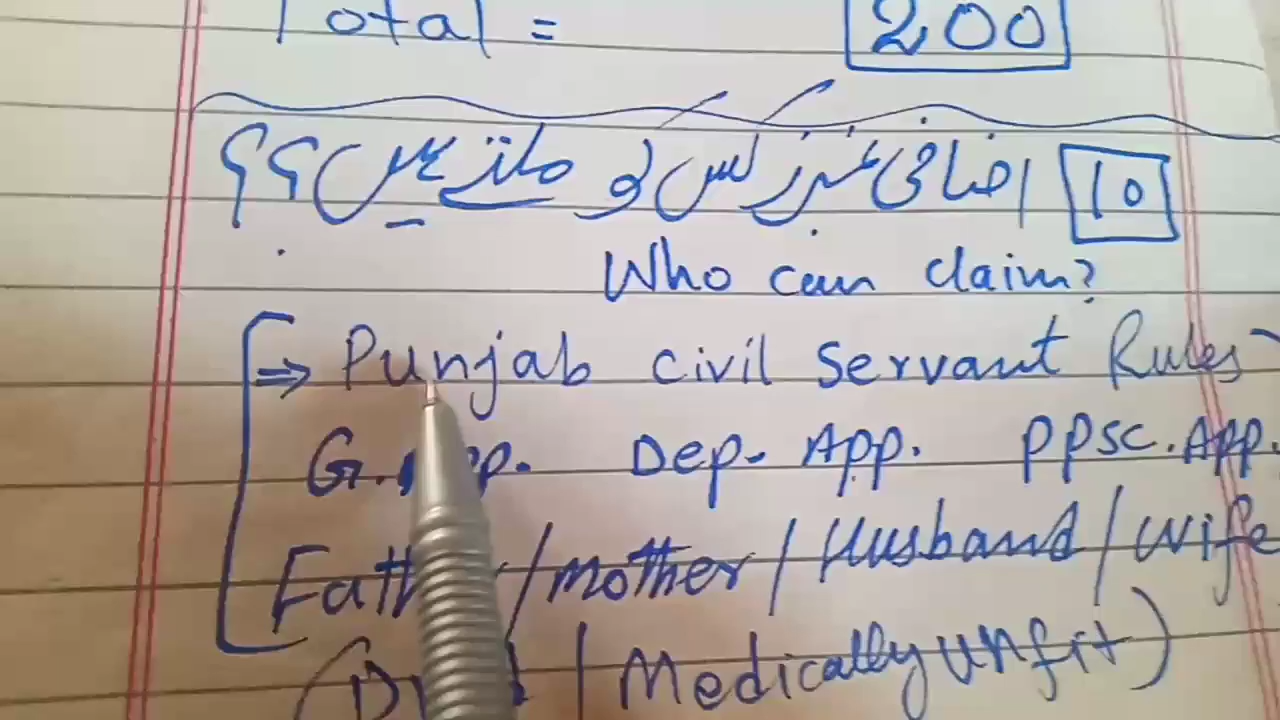 Total = 200
10 اضافی نمبرز کس کو ملتے ہیں؟؟
Who can claim?
⇒ Punjab civil servant Rules
Dep. App. PPSC. App.
/ Mother / Husband / Wife
/ Medically unfit)